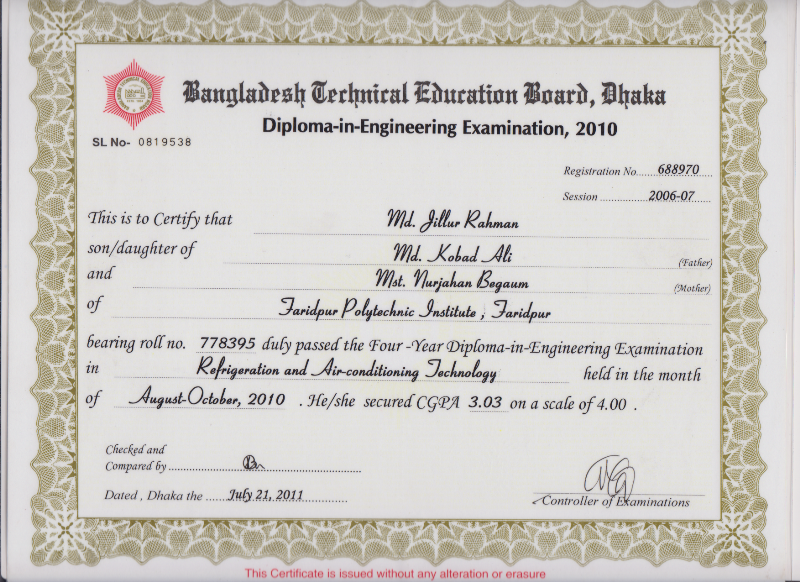 Bangladesh Technical Education Board, Dhaka
Diploma-in-Engineering Examination, 2010
SL No- 0819538
Registration No. 688970
Session 2006-07
This is to Certify that Md. Jillur Rahman
son/daughter of Md. Kobad Ali (Father)
and Mst. Nurjahan Begaum (Mother)
of Faridpur Polytechnic Institute , Faridpur
bearing roll no. 778395 duly passed the Four -Year Diploma-in-Engineering Examination
in Refrigeration and Air-conditioning Technology held in the month
of August-October, 2010 . He/she secured CGPA 3.03 on a scale of 4.00 .
Checked and
Compared by
Dated , Dhaka the July 21, 2011
Controller of Examinations
This Certificate is issued without any alteration or erasure